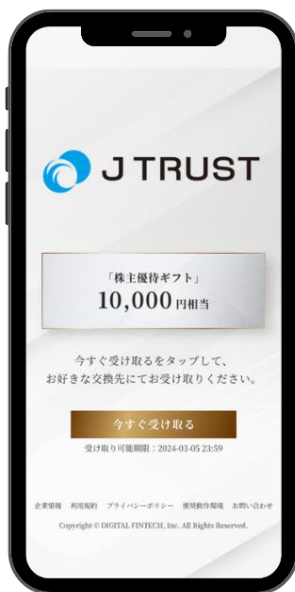 J TRUST
「株主優待ギフト」
10,000 円相当
今すぐ受け取るをタップして、
お好きな交換先にてお受け取りください。
今すぐ受け取る
受け取り可能期限：2024-03-05 23:59
企業情報 利用規約 プライバシーポリシー 推奨動作環境 お問い合わせ
Copyright © DIGITAL FINTECH, Inc. All Rights Reserved.